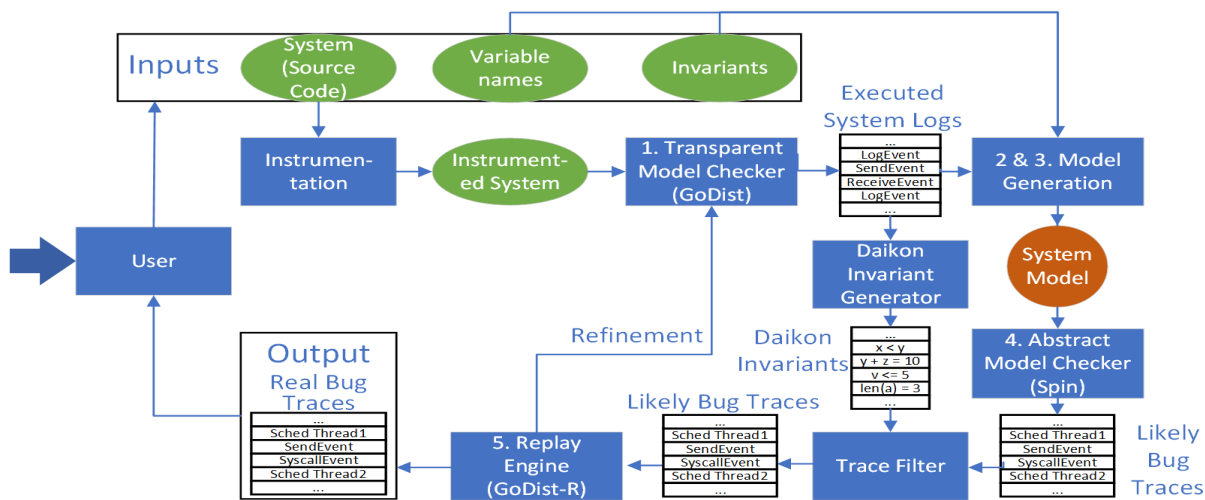 Inputs
System
(Source
Code)
Variable
names
Invariants
Instrumen-
tation
Instrument-
ed System
1. Transparent
Model Checker
(GoDist)
Executed
System Logs
...
LogEvent
SendEvent
ReceiveEvent
LogEvent
...
2 & 3. Model
Generation
User
Daikon
Invariant
Generator
System
Model
Refinement
Daikon
Invariants
...
x < y
y + z = 10
v <= 5
len(a) = 3
...
4. Abstract
Model Checker
(Spin)
Output
Real Bug
Traces
...
Sched Thread1
SendEvent
SyscallEvent
Sched Thread2
...
5. Replay
Engine
(GoDist-R)
Likely Bug Traces
...
Sched Thread1
SendEvent
SyscallEvent
Sched Thread2
...
Trace Filter
...
Sched Thread1
SendEvent
SyscallEvent
Sched Thread2
...
Likely
Bug
Traces